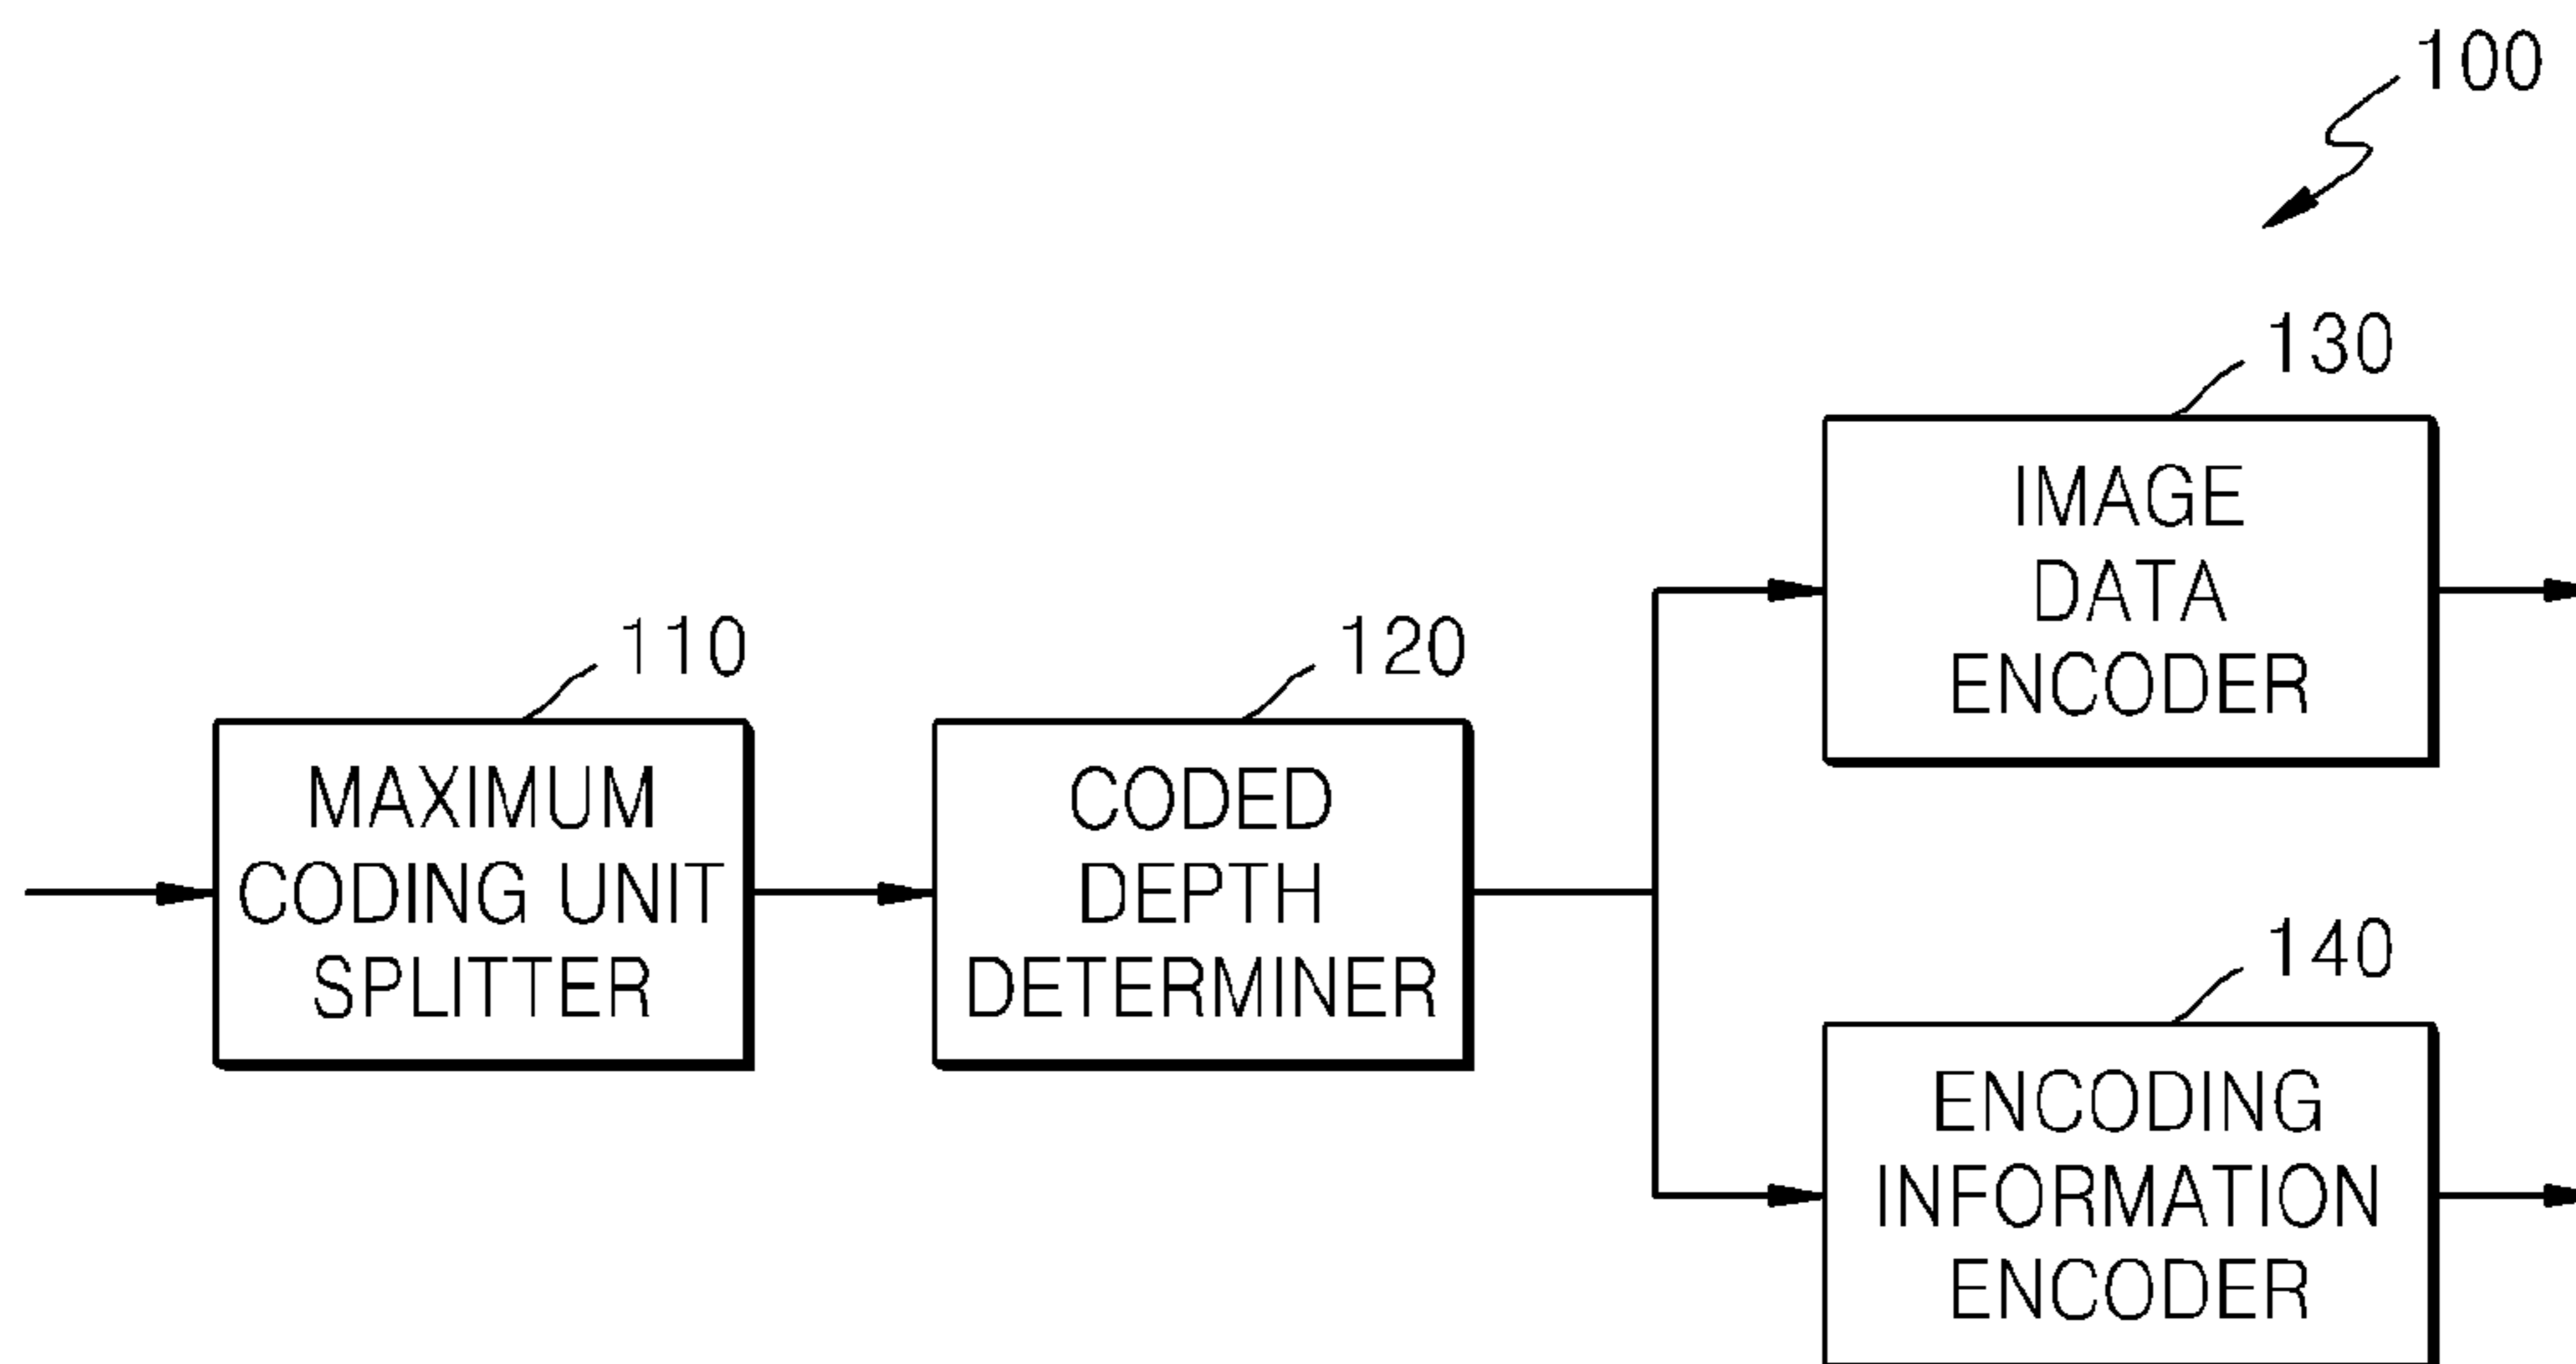 100
130
IMAGE
DATA
ENCODER
110
MAXIMUM
CODING UNIT
SPLITTER
120
CODED
DEPTH
DETERMINER
140
ENCODING
INFORMATION
ENCODER